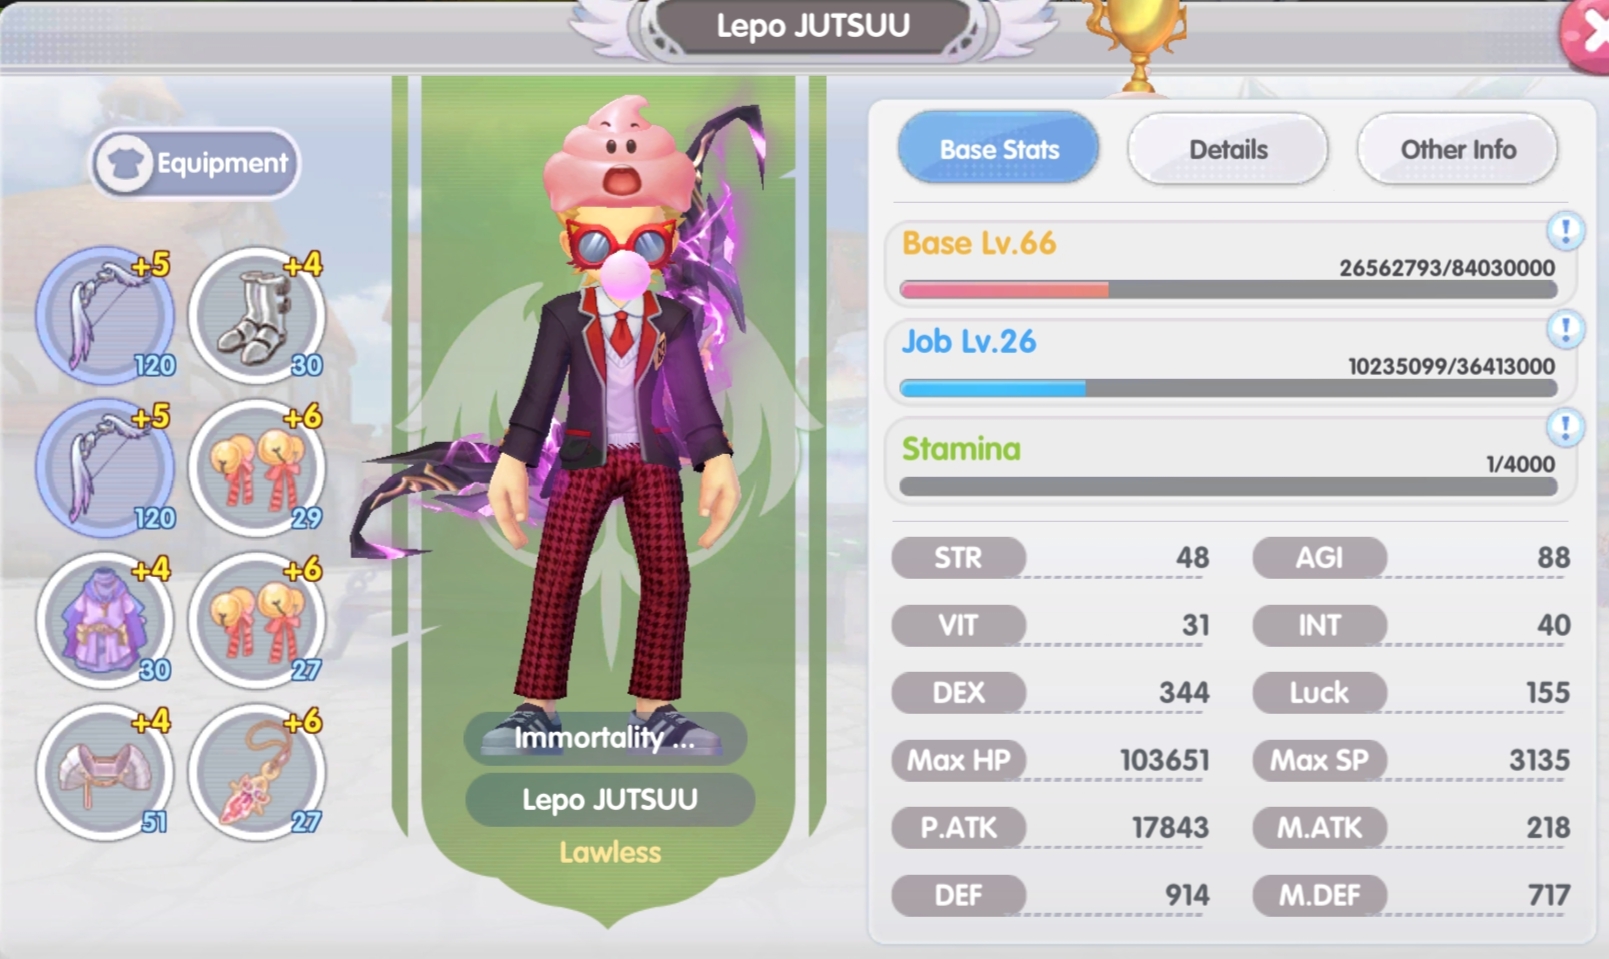 Lepo JUTSUU
Equipment
+5
120
+4
30
+5
120
+6
29
+4
30
+6
27
+4
51
+6
27
Immortality ...
Lepo JUTSUU
Lawless
Base Stats
Details
Other Info
Base Lv.66
26562793/84030000
Job Lv.26
10235099/36413000
Stamina
1/4000
STR 48 AGI 88
VIT 31 INT 40
DEX 344 Luck 155
Max HP 103651 Max SP 3135
P.ATK 17843 M.ATK 218
DEF 914 M.DEF 717